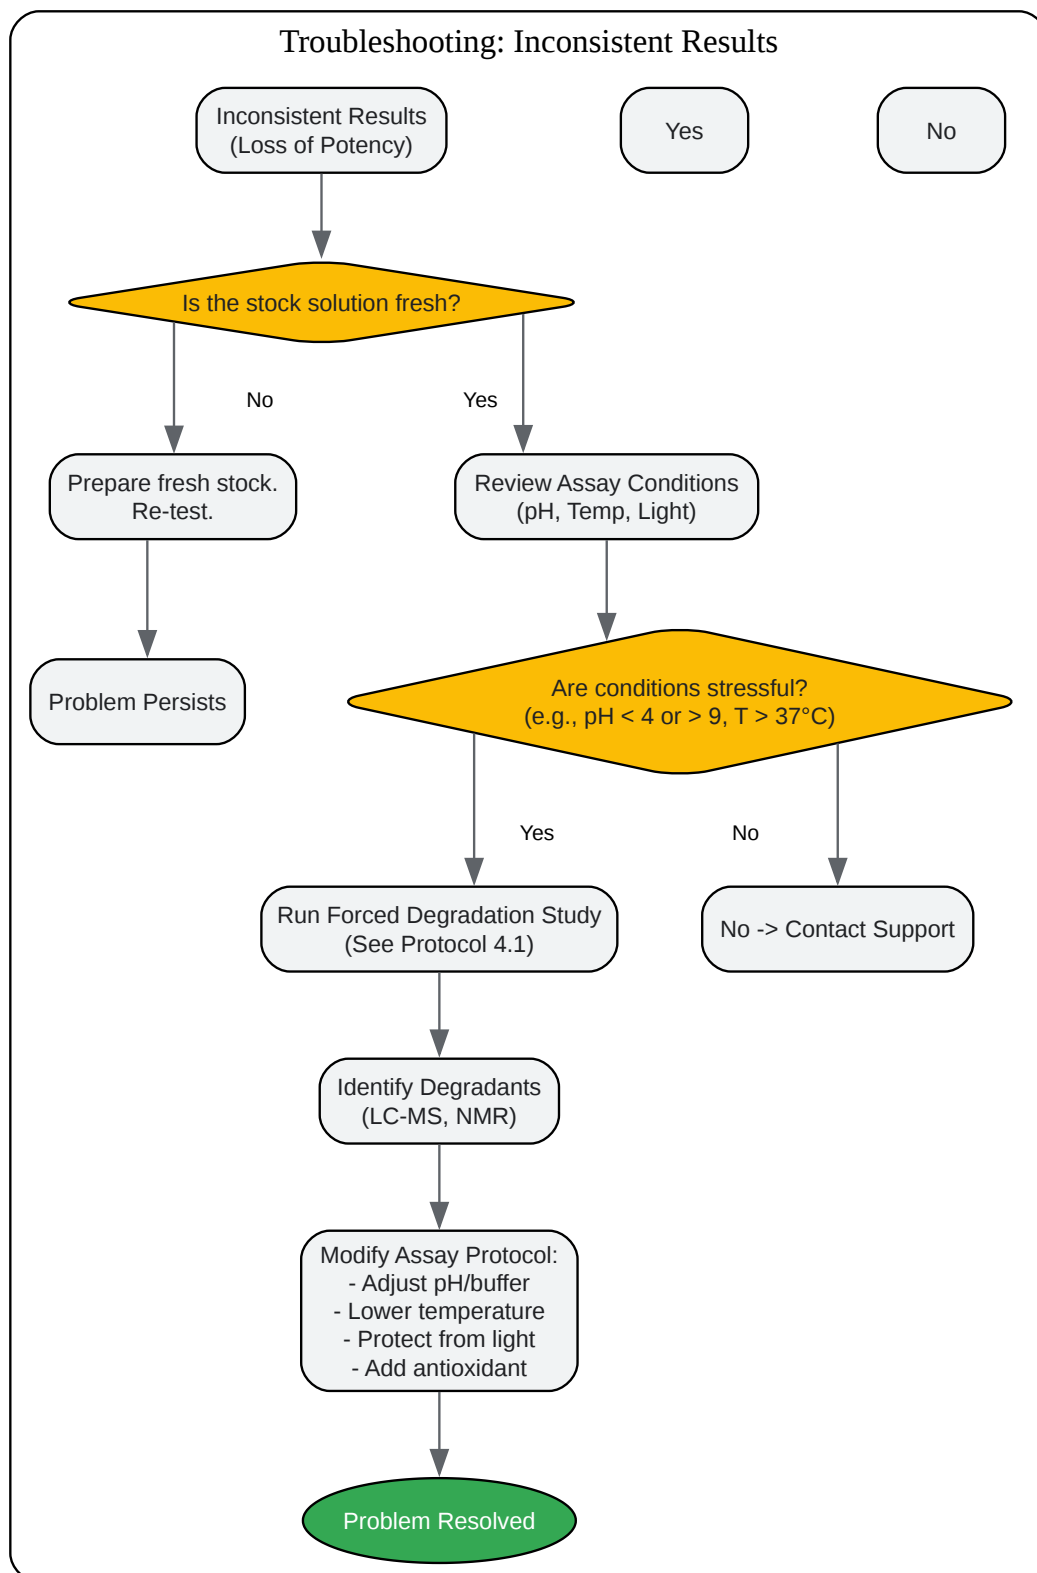 Troubleshooting: Inconsistent Results
Inconsistent Results
(Loss of Potency)
Yes
No
Is the stock solution fresh?
No
Yes
Prepare fresh stock.
Re-test.
Review Assay Conditions
(pH, Temp, Light)
Problem Persists
Are conditions stressful?
(e.g., pH < 4 or > 9, T > 37°C)
Yes
No
Run Forced Degradation Study
(See Protocol 4.1)
No -> Contact Support
Identify Degradants
(LC-MS, NMR)
Modify Assay Protocol:
- Adjust pH/buffer
- Lower temperature
- Protect from light
- Add antioxidant
Problem Resolved